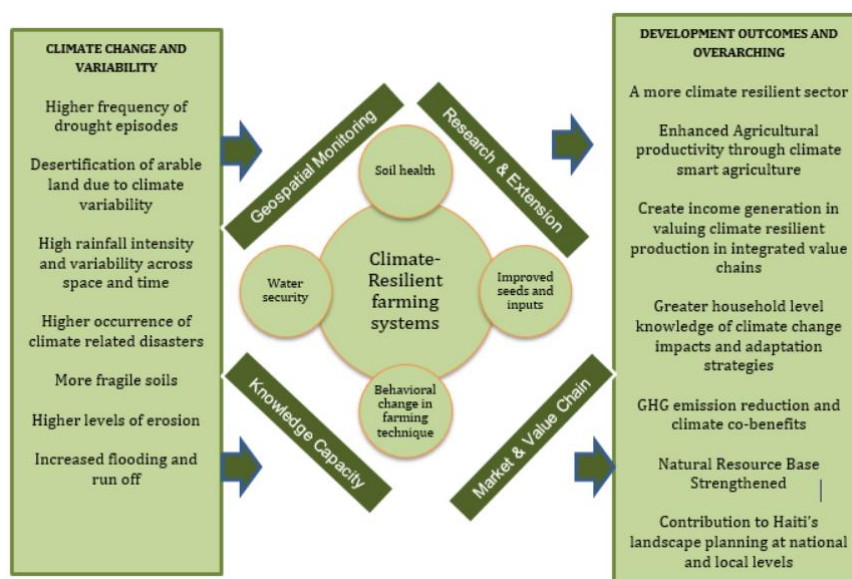 CLIMATE CHANGE AND
VARIABILITY
Higher frequency of
drought episodes
Desertification of arable
land due to climate
variability
High rainfall intensity
and variability across
space and time
Higher occurrence of
climate related disasters
More fragile soils
Higher levels of erosion
Increased flooding and
run off
Geospatial Monitoring
Research & Extension
Soil health
Climate-
Resilient
farming
systems
Water
security
Improved
seeds and
inputs
Behavioral
change in
farming
technique
Knowledge Capacity
Market & Value Chain
DEVELOPMENT OUTCOMES AND
OVERARCHING
A more climate resilient sector
Enhanced Agricultural
productivity through climate
smart agriculture
Create income generation in
valuing climate resilient
production in integrated value
chains
Greater household level
knowledge of climate change
impacts and adaptation
strategies
GHG emission reduction and
climate co-benefits
Natural Resource Base
Strengthened
Contribution to Haiti's
landscape planning at national
and local levels